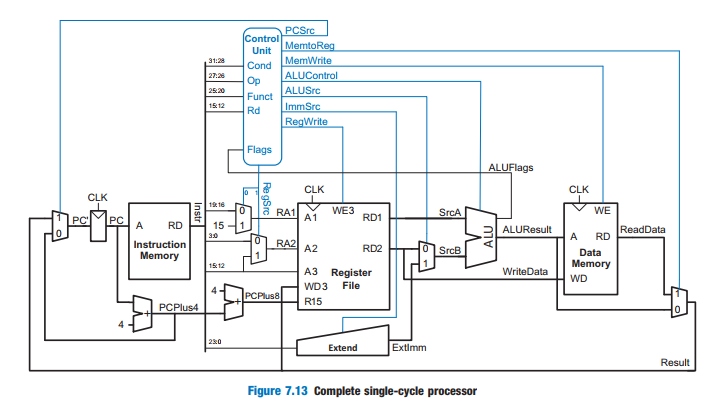 PCSrc
Control
Unit
MemtoReg
MemWrite
31:28
Cond
ALUControl
27:26
Op
ALUSrc
25:20
Funct
ImmSrc
15:12
Rd
RegWrite
Flags
ALUFlags
CLK
CLK
CLK
Instr
RegSrc
0 1
19:16
0
RA1
A1
WE3
RD1
SrcA
WE
1
PC'
PC
A
RD
15
1
ALU
ALUResult
A
RD
ReadData
0
Instruction
Memory
3:0
0
RA2
A2
RD2
0
SrcB
Data
Memory
1
1
15:12
A3
Register
File
WriteData
WD
4
PCPlus8
WD3
R15
+
PCPlus4
+
4
1
0
23:0
Extend
ExtImm
Result
Figure 7.13 Complete single-cycle processor